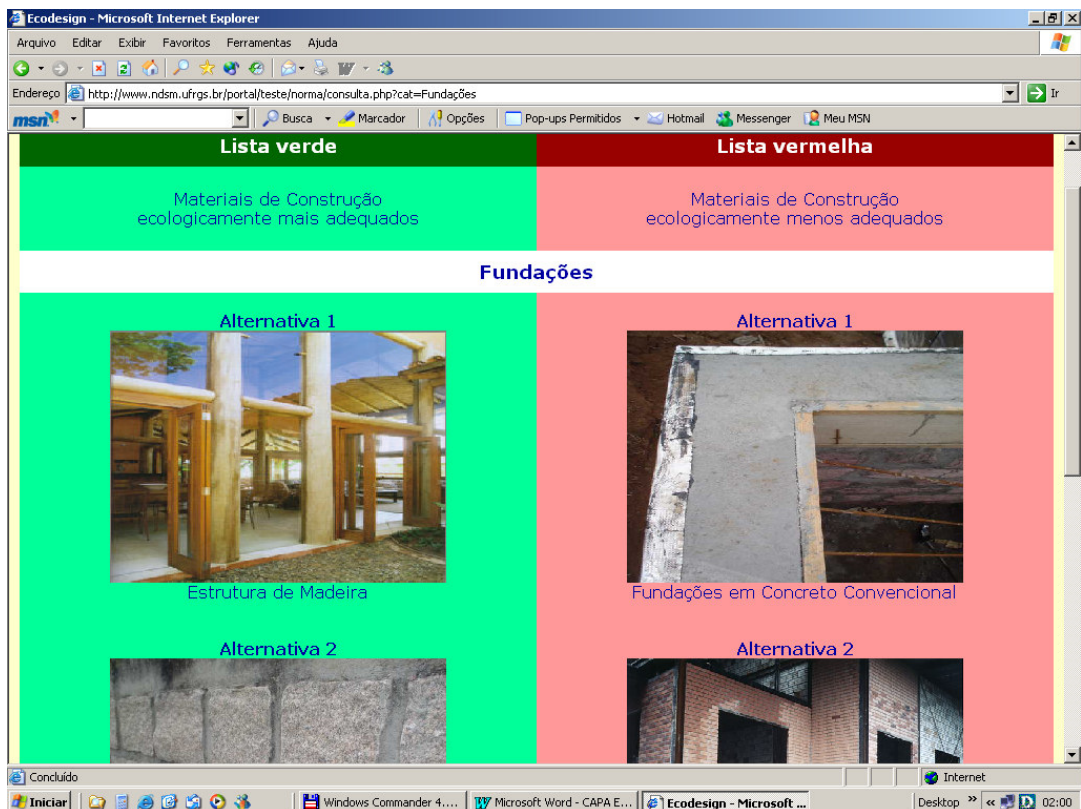 Ecodesign - Microsoft Internet Explorer
Arquivo Editar Exibir Favoritos Ferramentas Ajuda
Endereço http://www.ndsm.ufrgs.br/portal/teste/norma/consulta.php?cat=Fundações Ir
msn Busca Marcador Opções Pop-ups Permitidos Hotmail Messenger Meu MSN
Lista verde Lista vermelha
Materiais de Construção
ecologicamente mais adequados
Materiais de Construção
ecologicamente menos adequados
Fundações
Alternativa 1 Alternativa 1
Estrutura de Madeira Fundações em Concreto Convencional
Alternativa 2 Alternativa 2
Concluído Internet
Iniciar Windows Commander 4.... Microsoft Word - CAPA E... Ecodesign - Microsoft ... Desktop » « 02:00